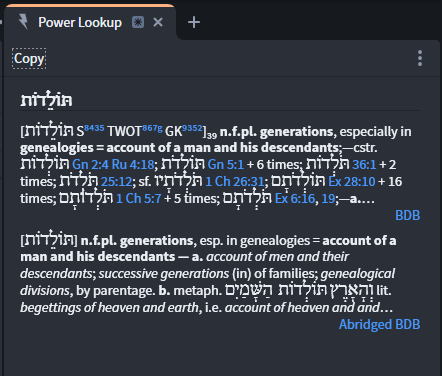 Power Lookup
Copy
תּוֹלֵדוֹת
[תּוֹלֵדוֹת S8435 TWOT867g GK9352]39 n.f.pl. generations, especially in
genealogies = account of a man and his descendants;—cstr.
תּוֹלְדוֹת Gn 2:4 Ru 4:18; תּוֹלְדֹת Gn 5:1 + 6 times; תֹּלְדוֹת 36:1 + 2
times; תֹּלְדֹת 25:12; sf. תֹּלְדֹתָיו 1 Ch 26:31; תּוֹלְדֹתָם Ex 28:10 + 16
times; תֹּלְדוֹתָם 1 Ch 5:7 + 5 times; תֹּלְדֹתָם Ex 6:16, 19;—a.…
BDB
[תּוֹלֵדוֹת] n.f.pl. generations, esp. in genealogies = account of a
man and his descendants — a. account of men and their
descendants; successive generations (in) of families; genealogical
divisions, by parentage. b. metaph. תּוֹלְדוֹת הַשָּׁמַיִם וְהָאָרֶץ lit.
begettings of heaven and earth, i.e. account of heaven and and…
Abridged BDB